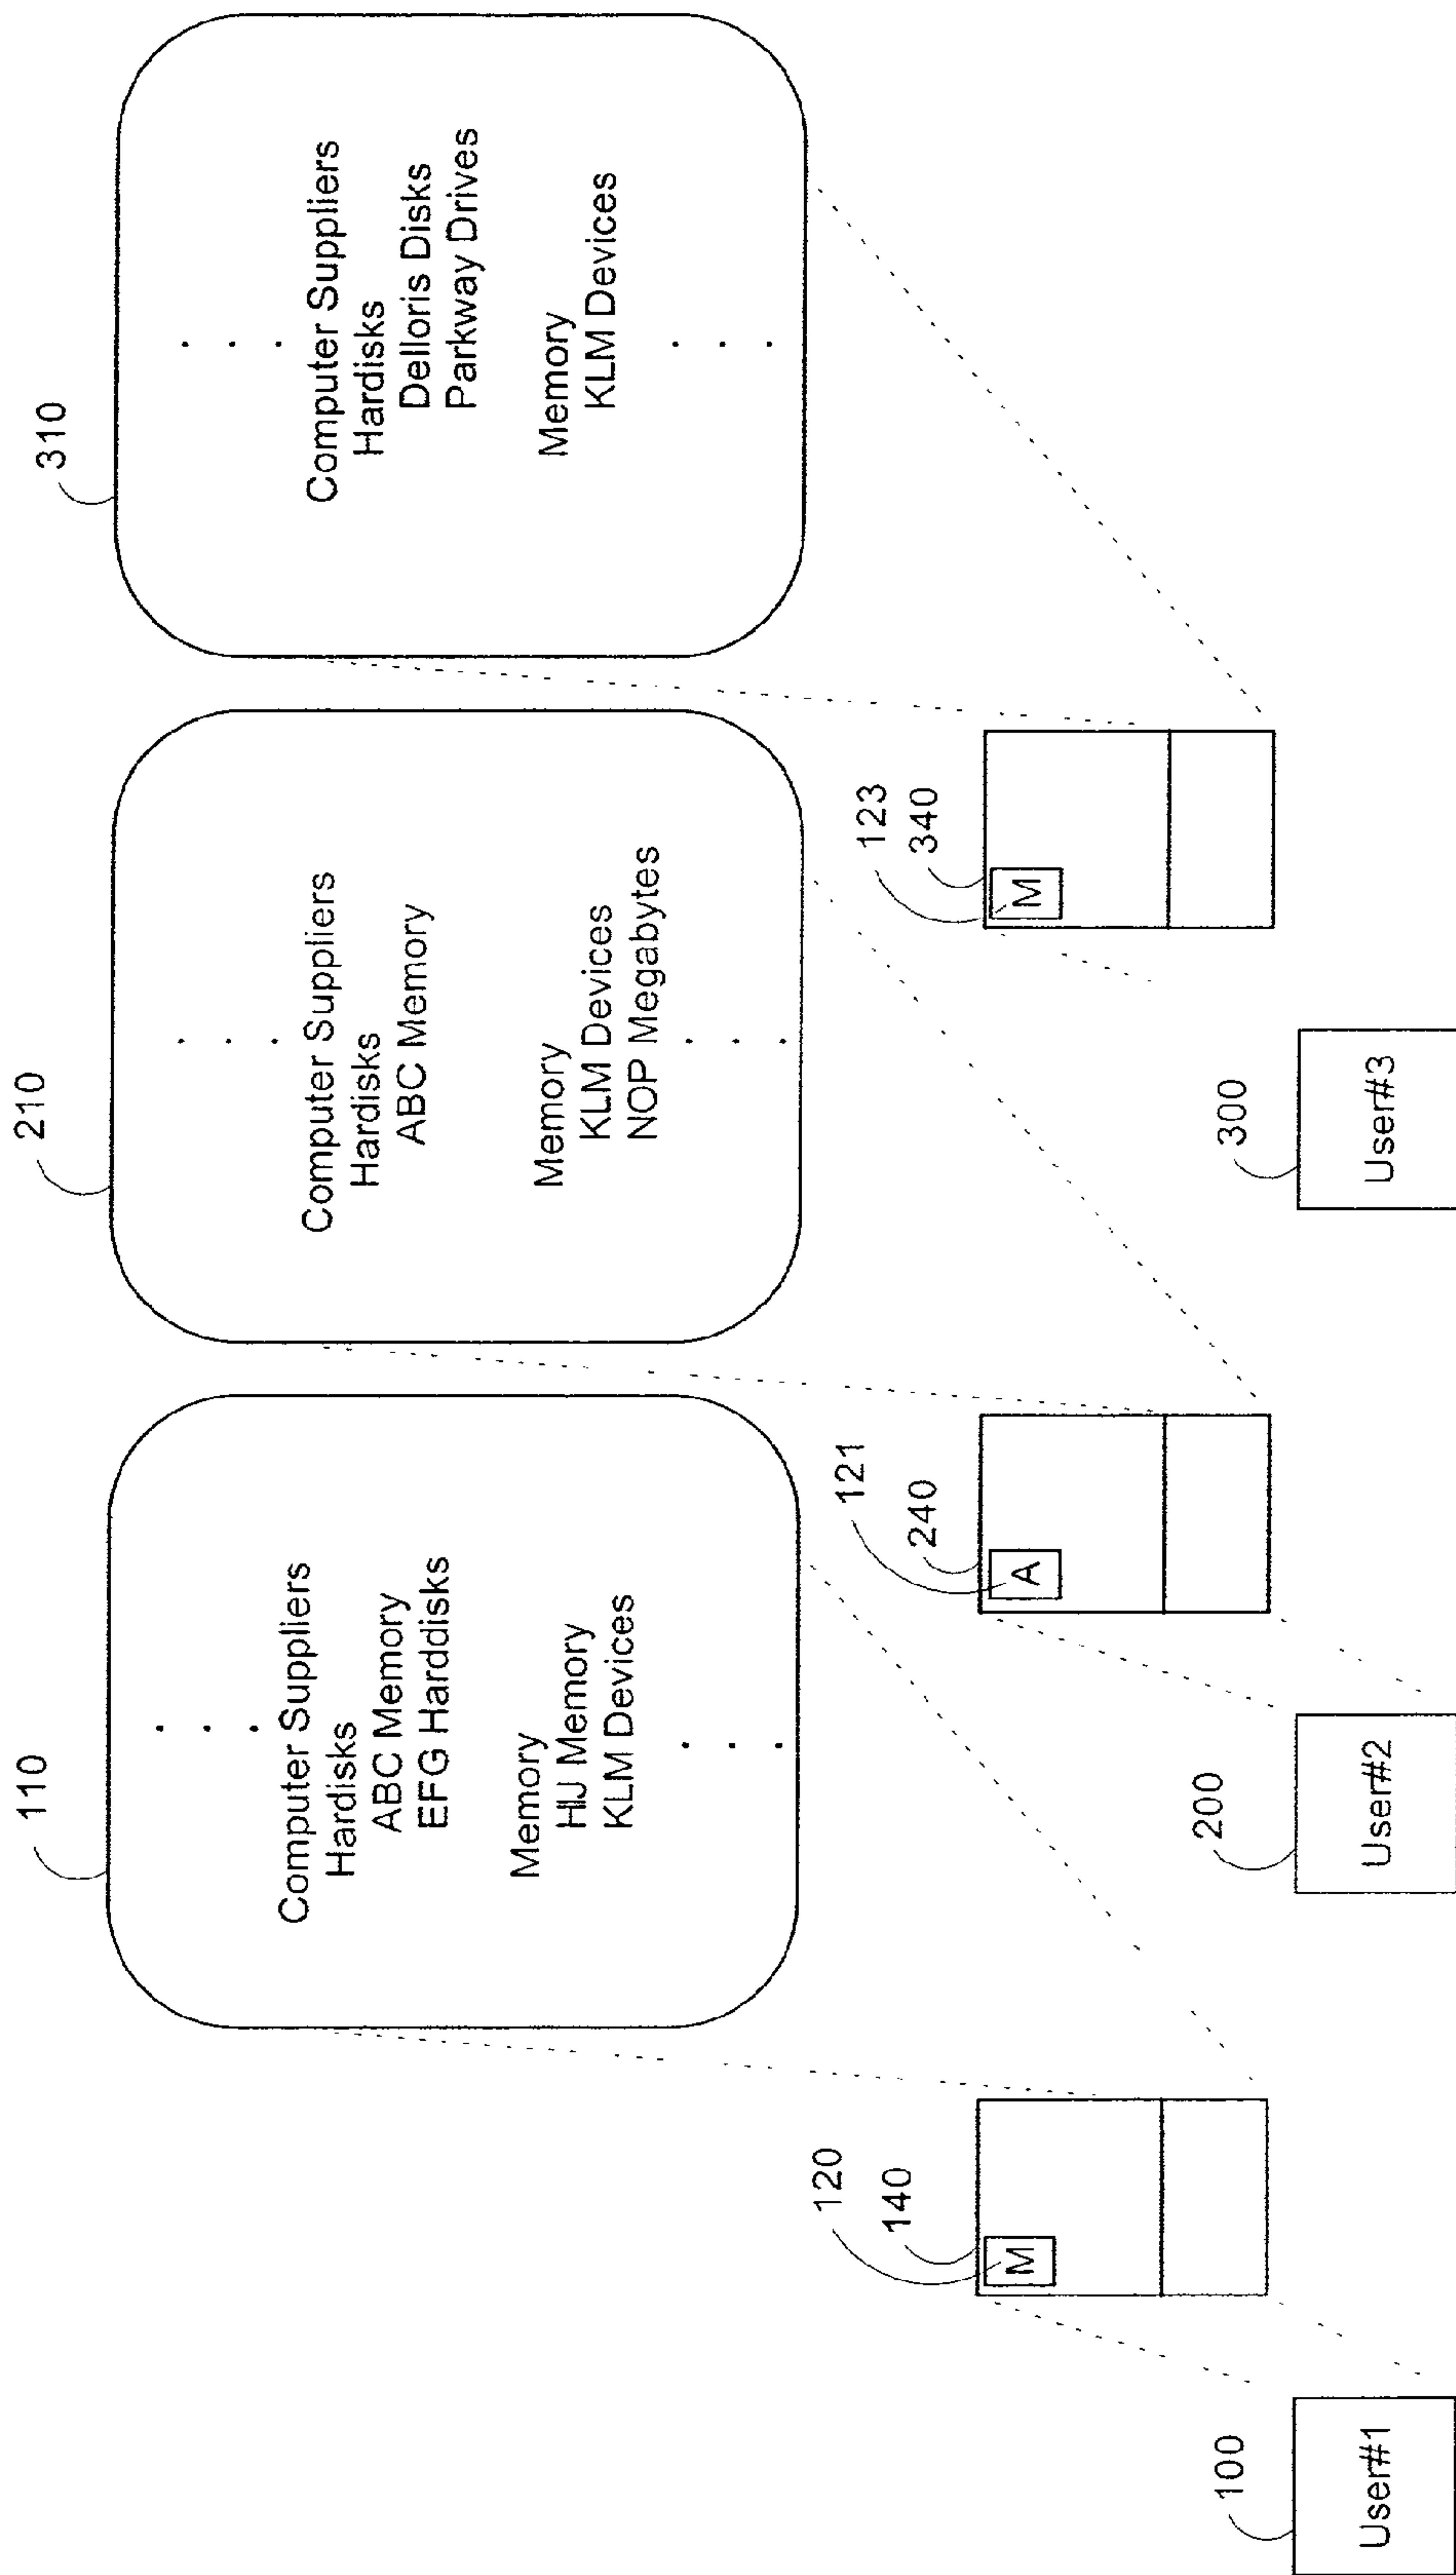 110
.
.
.
Computer Suppliers
Hardisks
ABC Memory
EFG Harddisks
Memory
HIJ Memory
KLM Devices
.
.
.
210
.
.
.
Computer Suppliers
Hardisks
ABC Memory
Memory
KLM Devices
NOP Megabytes
.
.
.
310
.
.
.
Computer Suppliers
Hardisks
Delloris Disks
Parkway Drives
Memory
KLM Devices
.
.
.
120
140
M
121
240
A
123
340
M
100
User#1
200
User#2
300
User#3